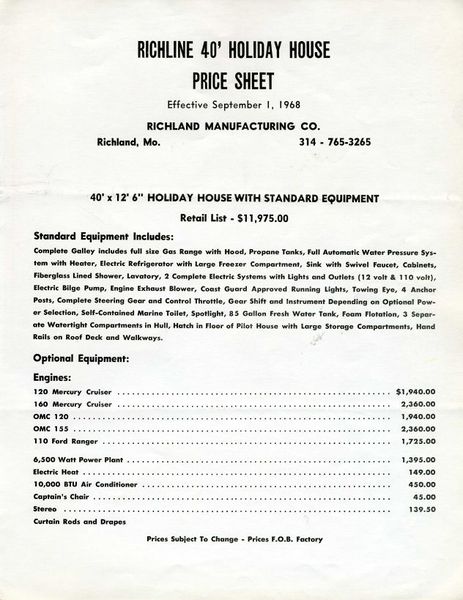 RICHLINE 40' HOLIDAY HOUSE
PRICE SHEET
Effective September 1, 1968
RICHLAND MANUFACTURING CO.
Richland, Mo. 314 - 765-3265
40' x 12' 6" HOLIDAY HOUSE WITH STANDARD EQUIPMENT
Retail List - $11,975.00
Standard Equipment Includes:
Complete Galley includes full size Gas Range with Hood, Propane Tanks, Full Automatic Water Pressure Sys-
tem with Heater, Electric Refrigerator with Large Freezer Compartment, Sink with Swivel Faucet, Cabinets,
Fiberglass Lined Shower, Lavatory, 2 Complete Electric Systems with Lights and Outlets (12 volt & 110 volt),
Electric Bilge Pump, Engine Exhaust Blower, Coast Guard Approved Running Lights, Towing Eye, 4 Anchor
Posts, Complete Steering Gear and Control Throttle, Gear Shift and Instrument Depending on Optional Pow-
er Selection, Self-Contained Marine Toilet, Spotlight, 85 Gallon Fresh Water Tank, Foam Flotation, 3 Separ-
ate Watertight Compartments in Hull, Hatch in Floor of Pilot House with Large Storage Compartments, Hand
Rails on Roof Deck and Walkways.
Optional Equipment:
Engines:
120 Mercury Cruiser $1,940.00
160 Mercury Cruiser 2,360.00
OMC 120 1,940.00
OMC 155 2,360.00
110 Ford Ranger 1,725.00
6,500 Watt Power Plant 1,395.00
Electric Heat 149.00
10,000 BTU Air Conditioner 450.00
Captain's Chair 45.00
Stereo 139.50
Curtain Rods and Drapes
Prices Subject To Change - Prices F.O.B. Factory